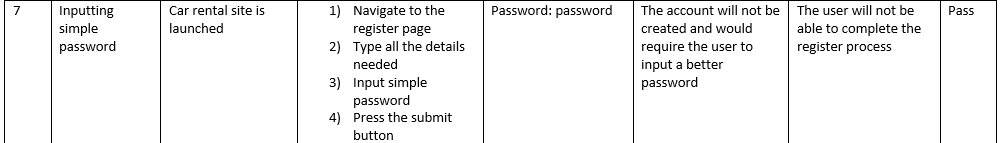 7
Inputting
simple
password
Car rental site is
launched
1) Navigate to the
register page
2) Type all the details
needed
3) Input simple
password
4) Press the submit
button
Password: password
The account will not be
created and would
require the user to
input a better
password
The user will not be
able to complete the
register process
Pass